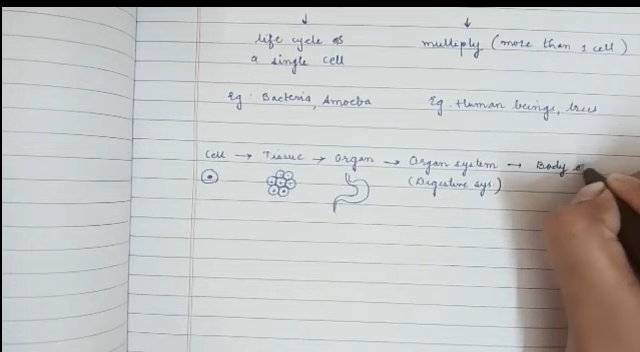 life cycle of
a single cell
multiply (more than 1 cell)
Eg. Bacteria, Amoeba
Eg. Human beings, trees
Cell → Tissue → Organ → Organ system → Body
(Digestive sys.)